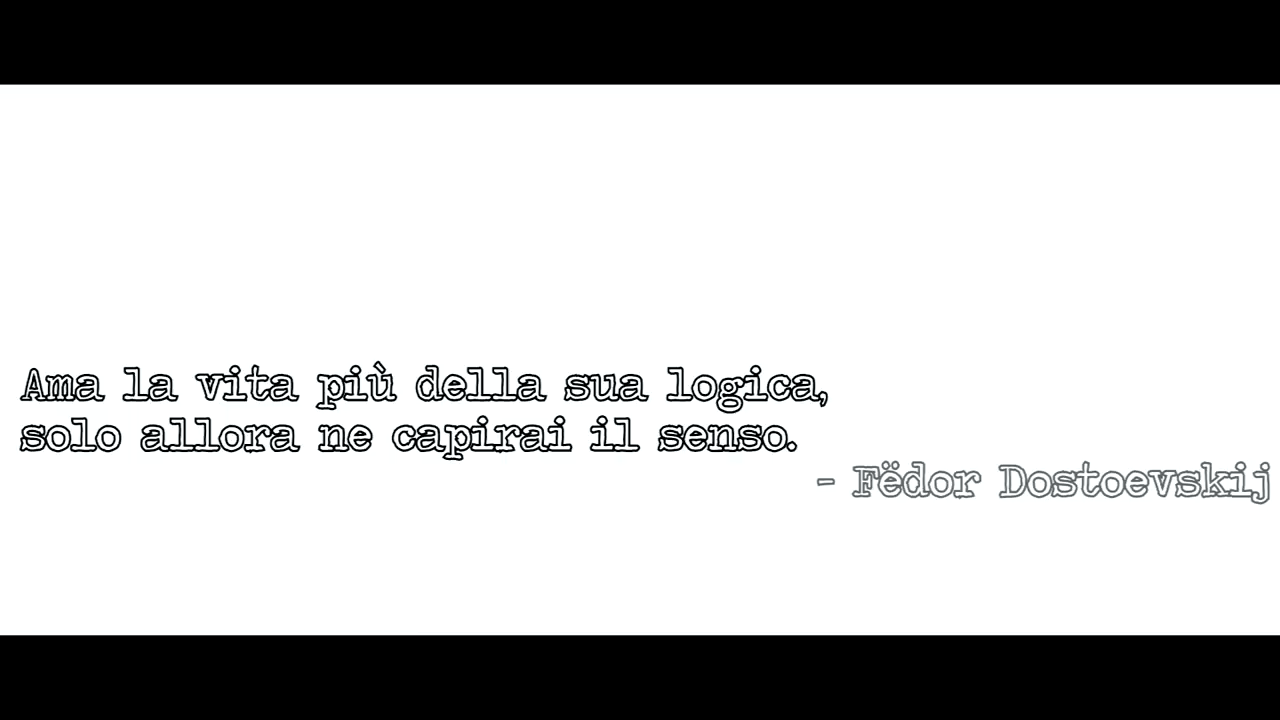 Ama la vita più della sua logica,
solo allora ne capirai il senso.
- Fëdor Dostoevskij